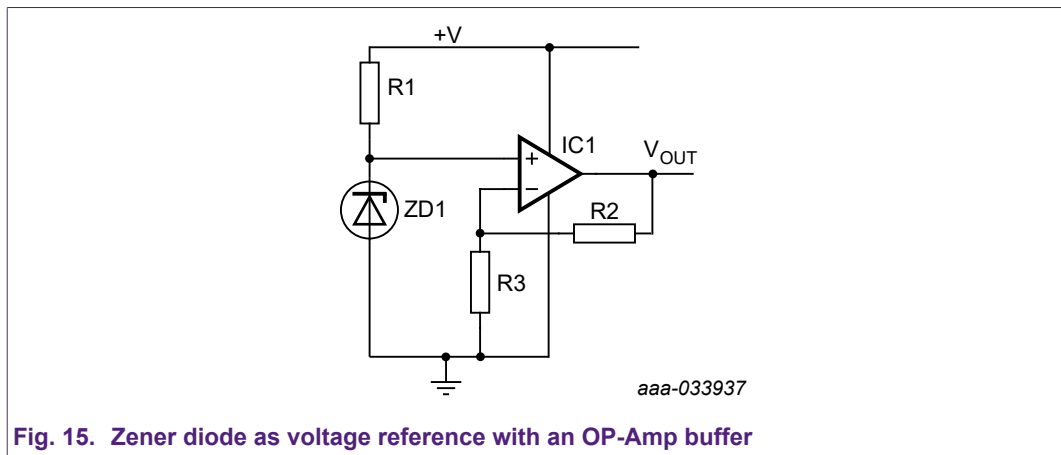 +V
R1
IC1
+
−
V_OUT
ZD1
R2
R3
aaa-033937
Fig. 15. Zener diode as voltage reference with an OP-Amp buffer